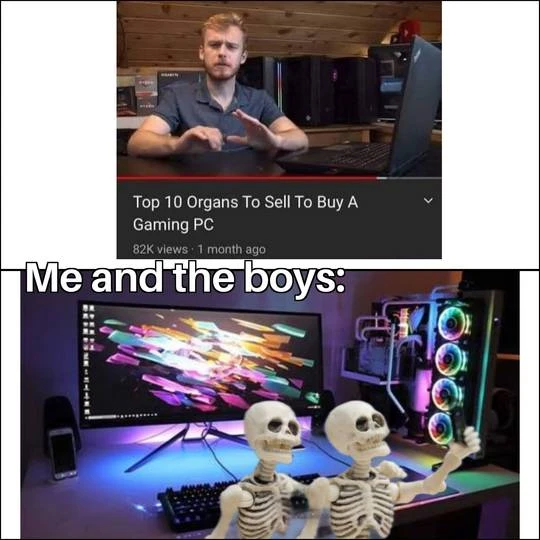 Top 10 Organs To Sell To Buy A
Gaming PC
82K views · 1 month ago
Me and the boys: